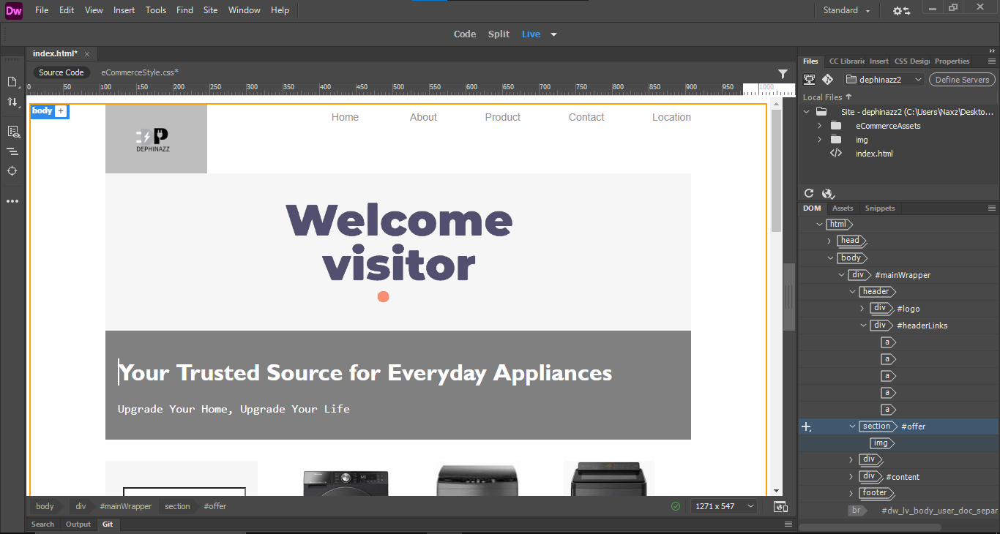 Dw File Edit View Insert Tools Find Site Window Help Standard
Code Split Live
index.html*
Source Code eCommerceStyle.css*
0 50 100 150 200 250 300 350 400 450 500 550 600 650 700 750 800 850 900 950 1000
body +
DP
DEPHINAZZ
Home About Product Contact Location
Welcome
visitor
Your Trusted Source for Everyday Appliances
Upgrade Your Home, Upgrade Your Life
body div #mainWrapper section #offer 1271 x 547
Search Output Git
Files CC Librarie Insert CSS Desig Properties
dephinazz2 Define Servers
Local Files
Site - dephinazz2 (C:\Users\Naxz\Deskto...
eCommerceAssets
img
index.html
DOM Assets Snippets
html
head
body
div #mainWrapper
header
div #logo
div #headerLinks
a
a
a
a
a
section #offer
img
div
div #content
footer
br #dw_lv_body_user_doc_separ